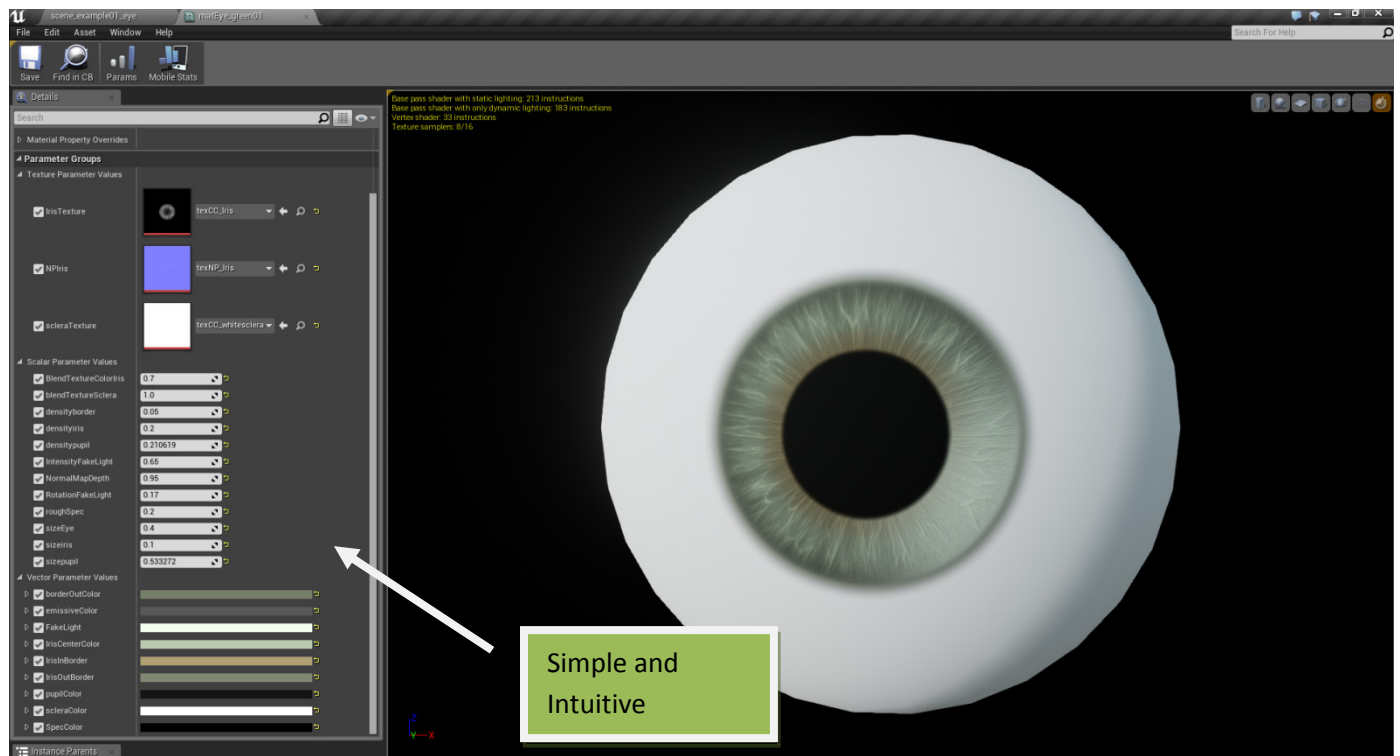 scene_example01_eye
matEye_green01
File Edit Asset Window Help
Search For Help
Save Find in CB Params Mobile Stats
Details
Search
Material Property Overrides
Parameter Groups
Texture Parameter Values
IrisTexture texCC_Iris
NPIris texNP_Iris
scleraTexture texCC_whitesclera
Scalar Parameter Values
BlendTextureColorIris 0.7
blendTextureSclera 1.0
densityborder 0.05
densityiris 0.2
densitypupil 0.210619
IntensityFakeLight 0.65
NormalMapDepth 0.95
RotationFakeLight 0.17
roughSpec 0.2
sizeEye 0.4
sizeiris 0.1
sizepupil 0.533272
Vector Parameter Values
borderOutColor
emissiveColor
FakeLight
IrisCenterColor
IrisInBorder
IrisOutBorder
pupilColor
scleraColor
SpecColor
Instance Parents
Base pass shader with static lighting: 213 instructions
Base pass shader with only dynamic lighting: 183 instructions
Vertex shader: 33 instructions
Texture samplers: 8/16
Simple and
Intuitive
Z
Y X